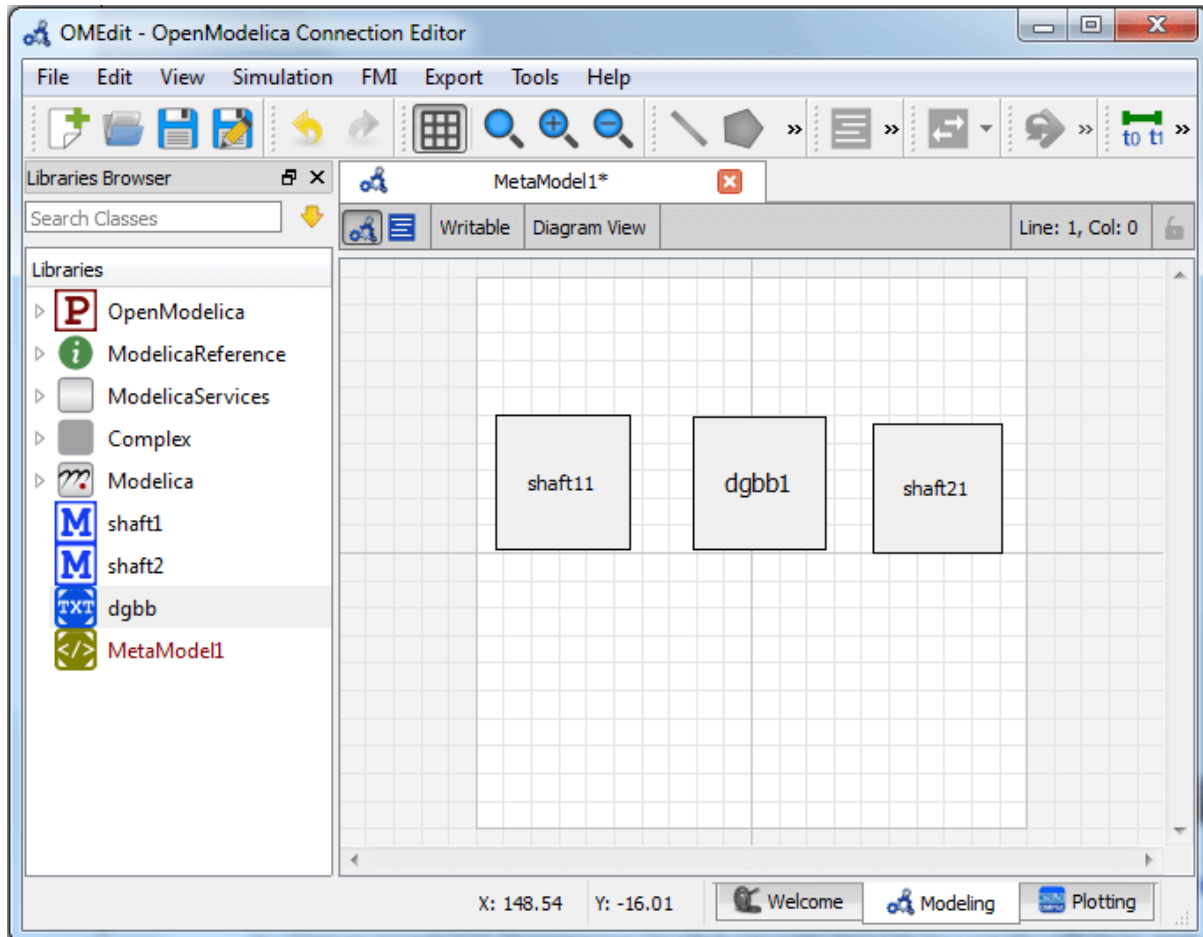 OMEdit - OpenModelica Connection Editor
File Edit View Simulation FMI Export Tools Help
t0 t1
Libraries Browser
MetaModel1*
Search Classes
Writable Diagram View Line: 1, Col: 0
Libraries
P OpenModelica
i ModelicaReference
ModelicaServices
Complex
Modelica
M shaft1
M shaft2
TXT dgbb
</> MetaModel1
shaft11 dgbb1 shaft21
X: 148.54 Y: -16.01 Welcome Modeling Plotting